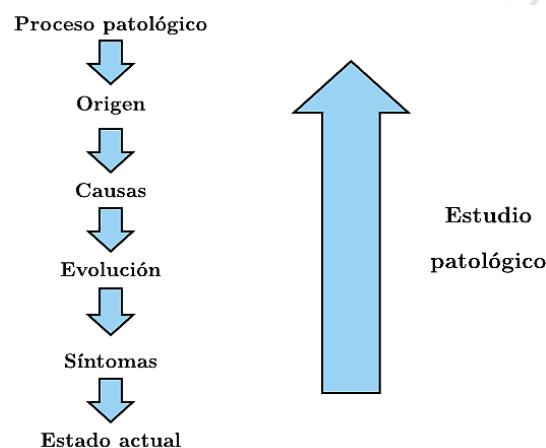 Proceso patológico
Origen
Causas
Evolución
Síntomas
Estado actual
Estudio
patológico